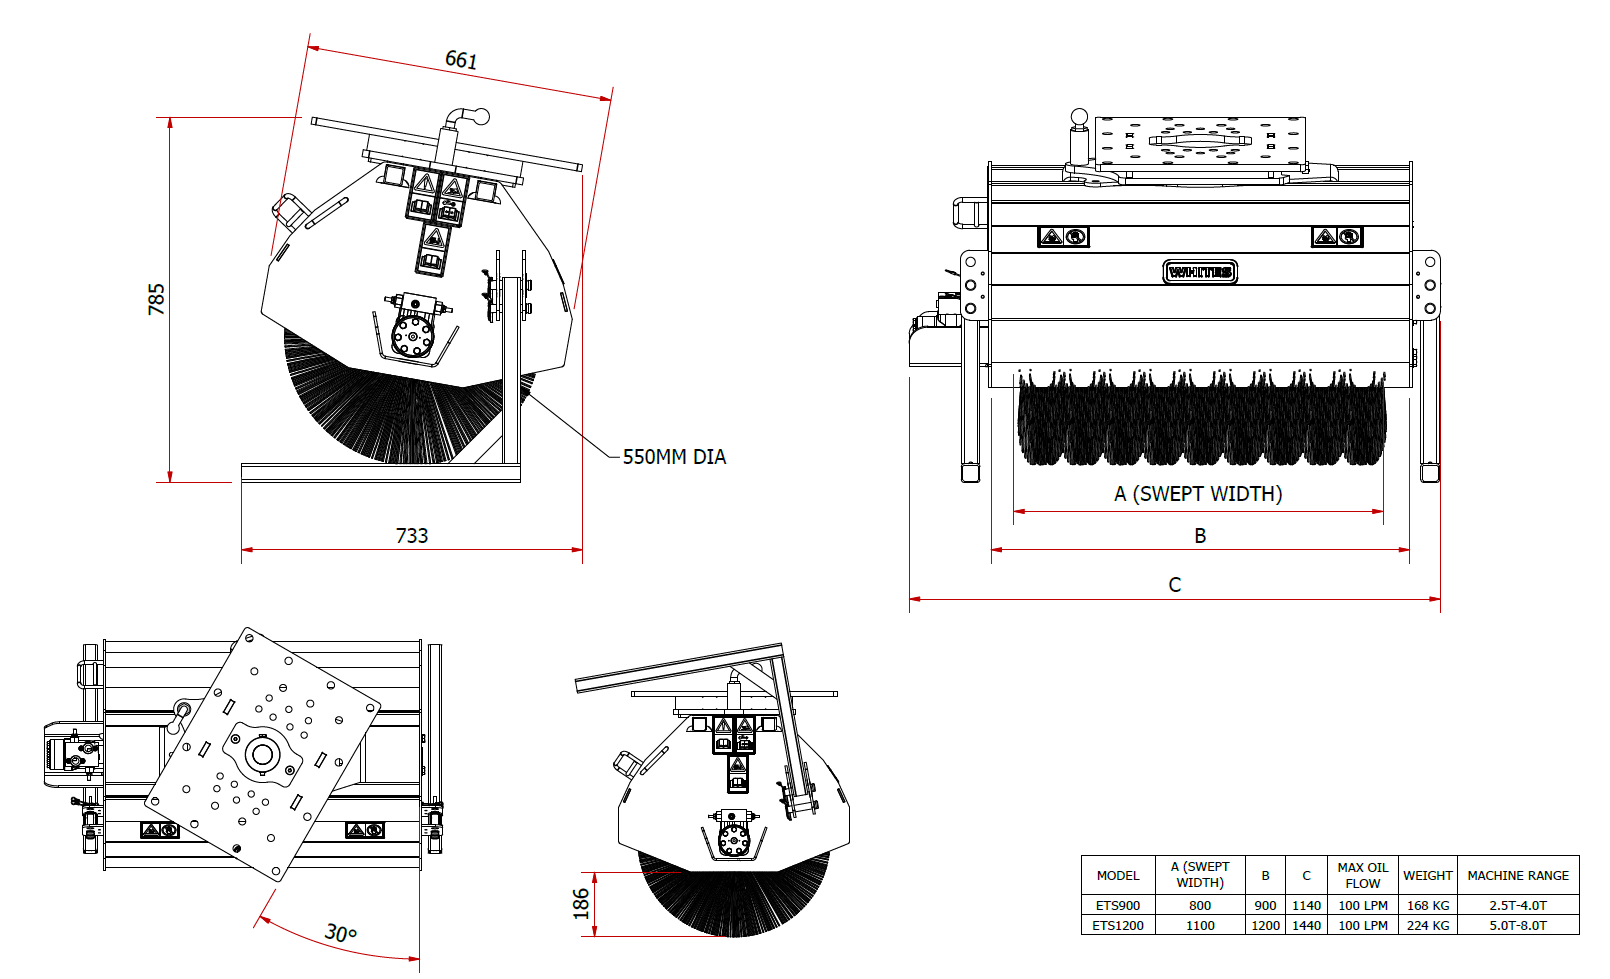 661
785
550MM DIA
733
WHITES
A (SWEPT WIDTH)
B
C
30°
186
MODEL A (SWEPT WIDTH) B C MAX OIL FLOW WEIGHT MACHINE RANGE
ETS900 800 900 1140 100 LPM 168 KG 2.5T-4.0T
ETS1200 1100 1200 1440 100 LPM 224 KG 5.0T-8.0T